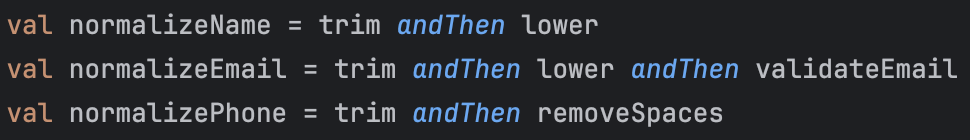 val normalizeName = trim andThen lower
val normalizeEmail = trim andThen lower andThen validateEmail
val normalizePhone = trim andThen removeSpaces